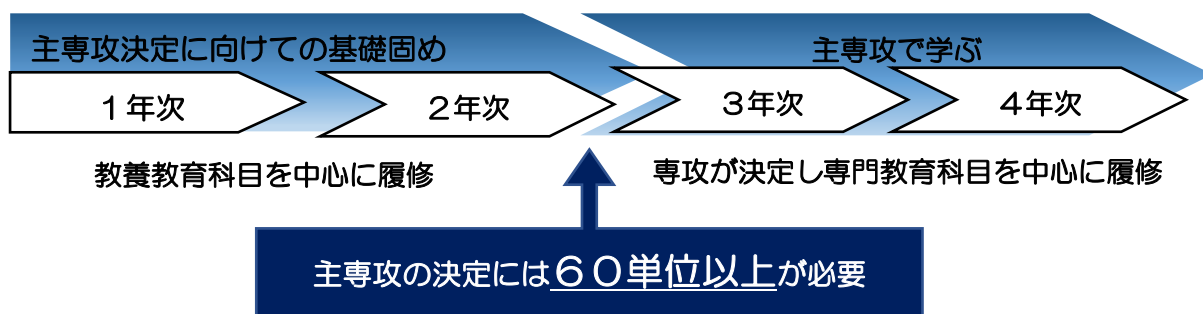 主専攻決定に向けての基礎固め
主専攻で学ぶ
１年次
２年次
３年次
４年次
教養教育科目を中心に履修
専攻が決定し専門教育科目を中心に履修
主専攻の決定には６０単位以上が必要